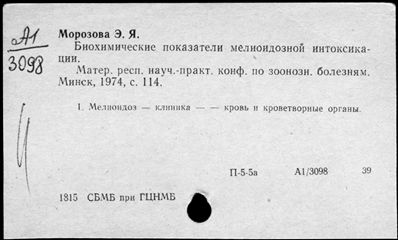 А1
3098
Морозова Э. Я.
Биохимические показатели мелиоидозной интоксика-
ции.
Матер. респ. науч.-практ. конф. по зоонозн. болезням.
Минск, 1974, с. 114.
1. Мелиоидоз — клиника — — кровь и кроветворные органы.
П-5-5а А1/3098 39
1815 СБМБ при ГЦНМБ